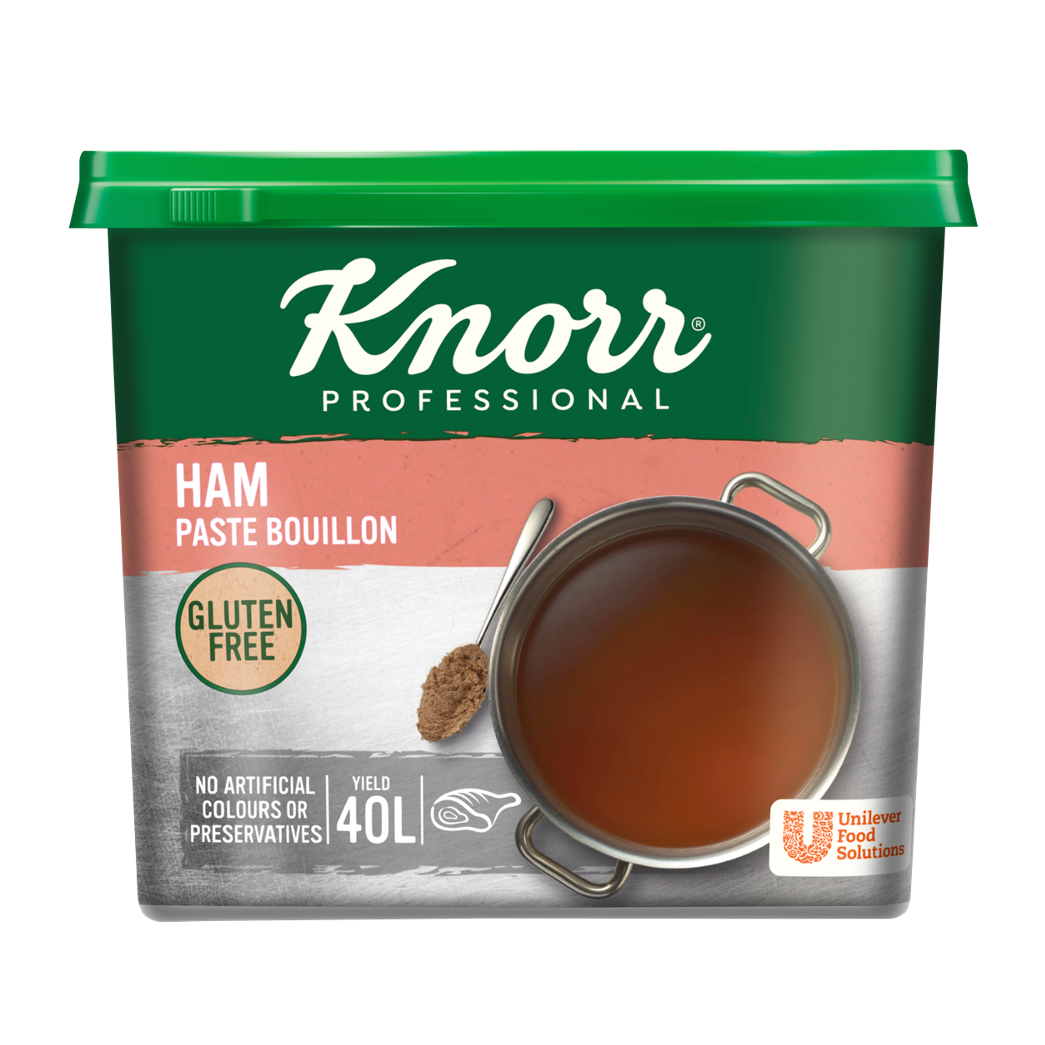 Knorr®
PROFESSIONAL
HAM
PASTE BOUILLON
GLUTEN
FREE
NO ARTIFICIAL
COLOURS OR
PRESERVATIVES
YIELD
40L
Unilever
Food
Solutions